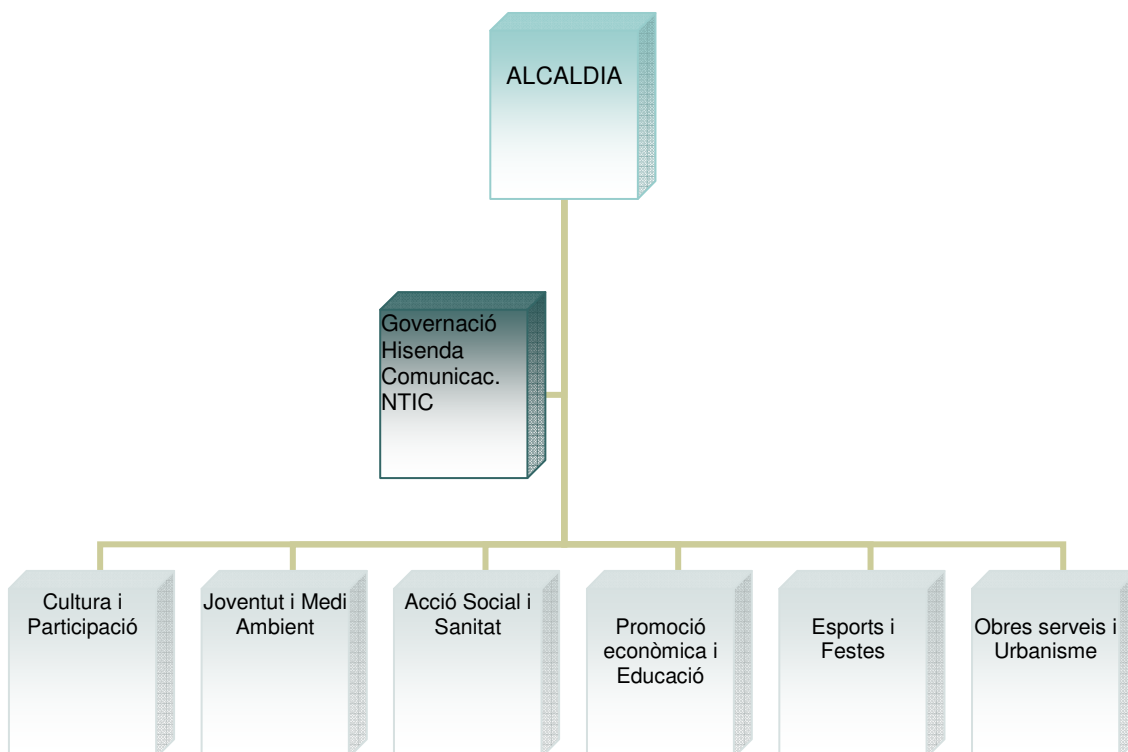 ALCALDIA
Governació
Hisenda
Comunicac.
NTIC
Cultura i
Participació
Joventut i Medi
Ambient
Acció Social i
Sanitat
Promoció
econòmica i
Educació
Esports i
Festes
Obres serveis i
Urbanisme